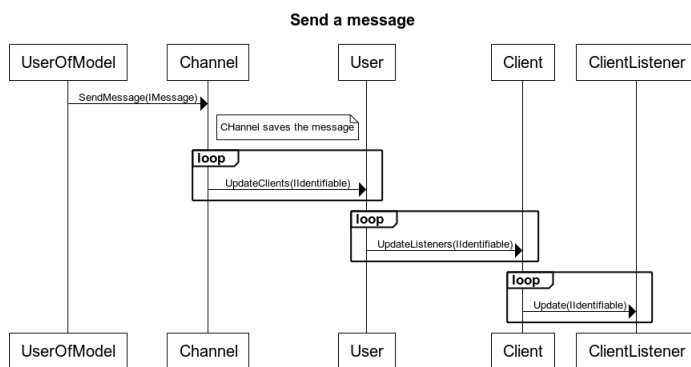 Send a message
UserOfModel Channel User Client ClientListener
SendMessage(IMessage)
CHannel saves the message
loop
UpdateClients(IIdentifiable)
loop
UpdateListeners(IIdentifiable)
loop
Update(IIdentifiable)
UserOfModel Channel User Client ClientListener